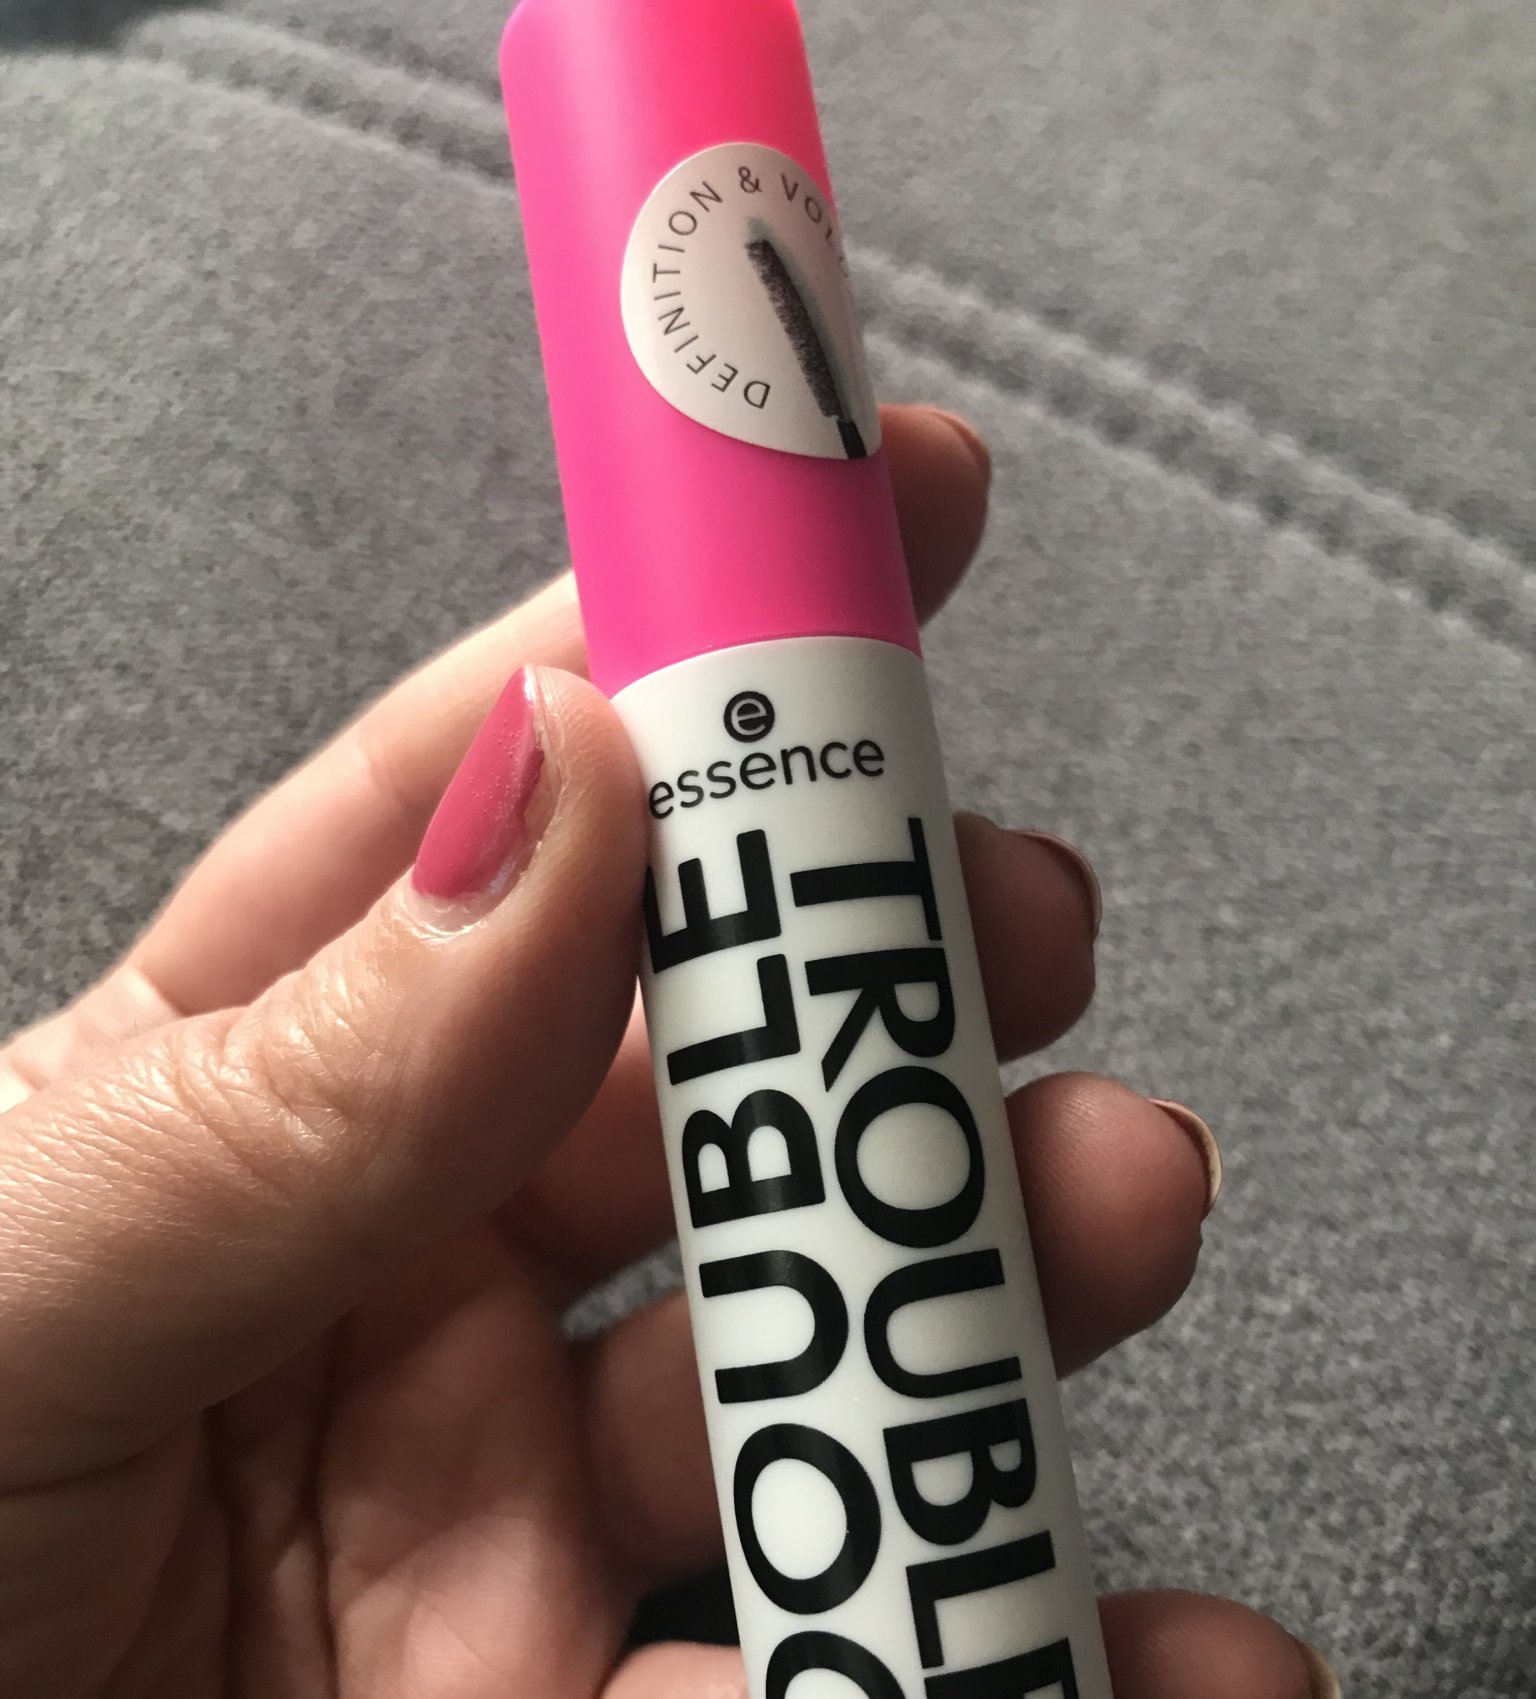 DEFINITION & VOL
e
essence
TROUBLE
DOUBLE